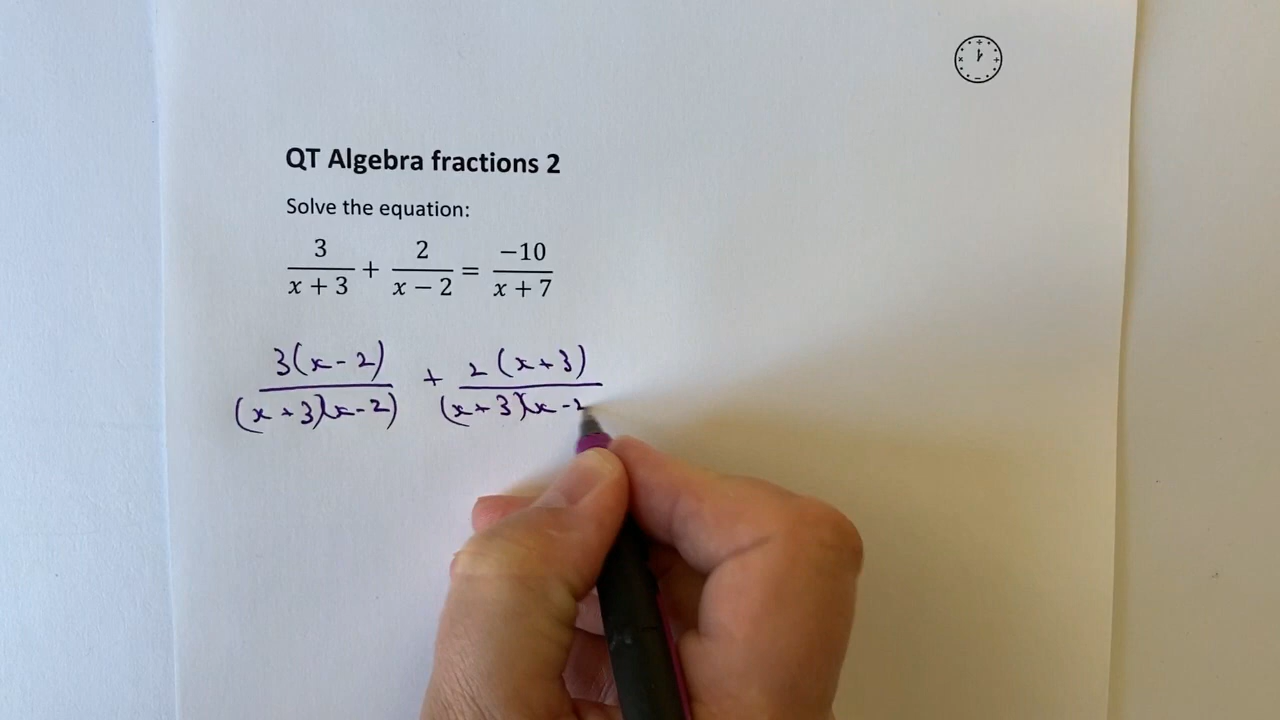 QT Algebra fractions 2
Solve the equation:
3/(x + 3) + 2/(x − 2) = −10/(x + 7)
3(x - 2)/(x + 3)(x - 2) + 2(x + 3)/(x + 3)(x - 2